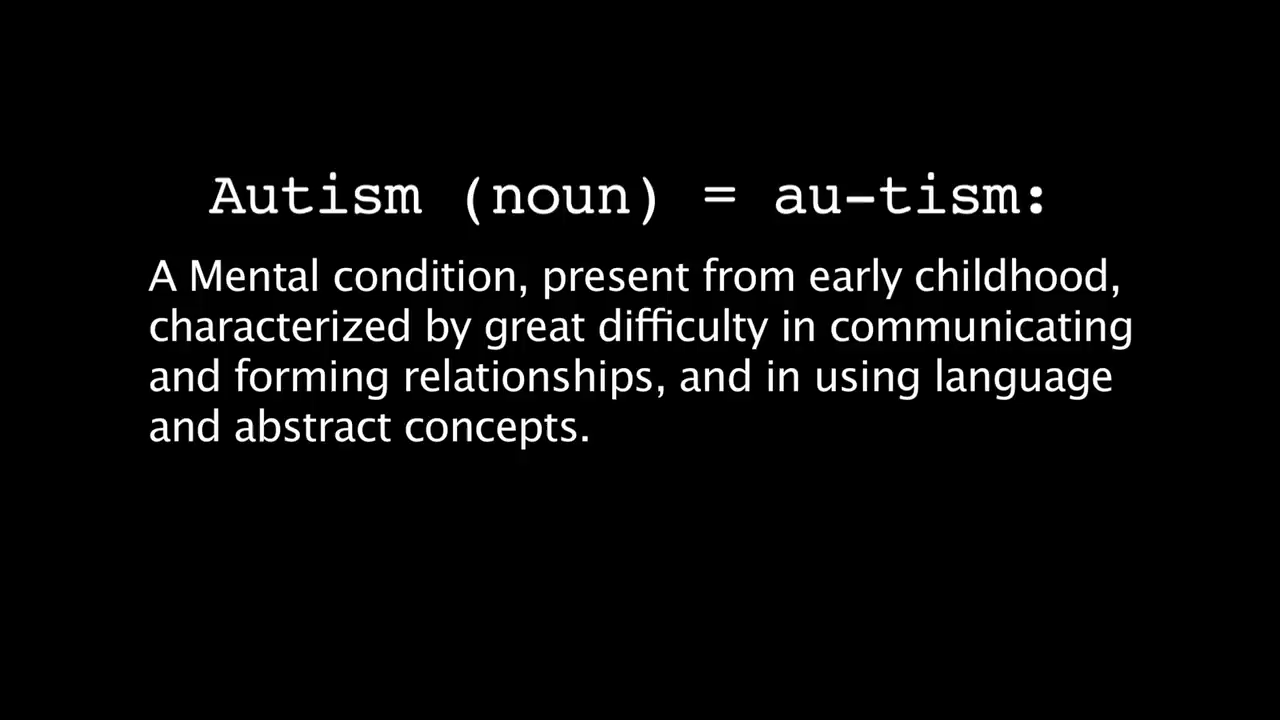 Autism (noun) = au-tism:
A Mental condition, present from early childhood,
characterized by great difficulty in communicating
and forming relationships, and in using language
and abstract concepts.